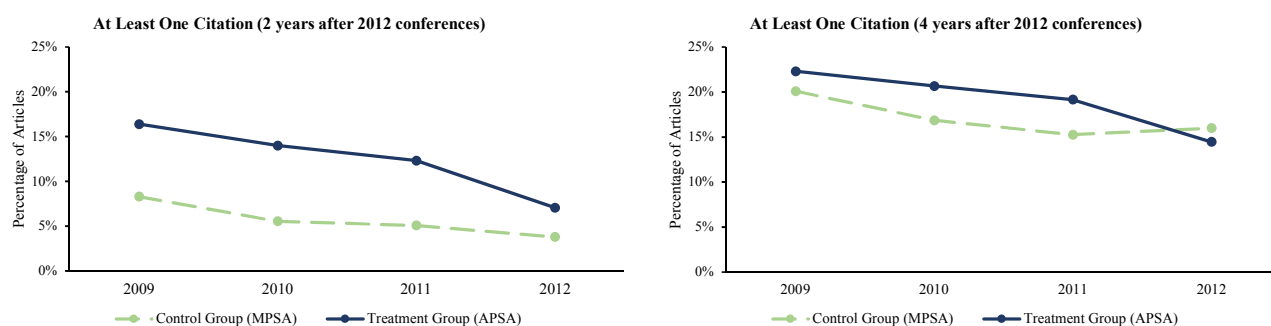 At Least One Citation (2 years after 2012 conferences)
25%
20%
15%
10%
5%
0%
Percentage of Articles
2009 2010 2011 2012
Control Group (MPSA) Treatment Group (APSA)
At Least One Citation (4 years after 2012 conferences)
25%
20%
15%
10%
5%
0%
Percentage of Articles
2009 2010 2011 2012
Control Group (MPSA) Treatment Group (APSA)